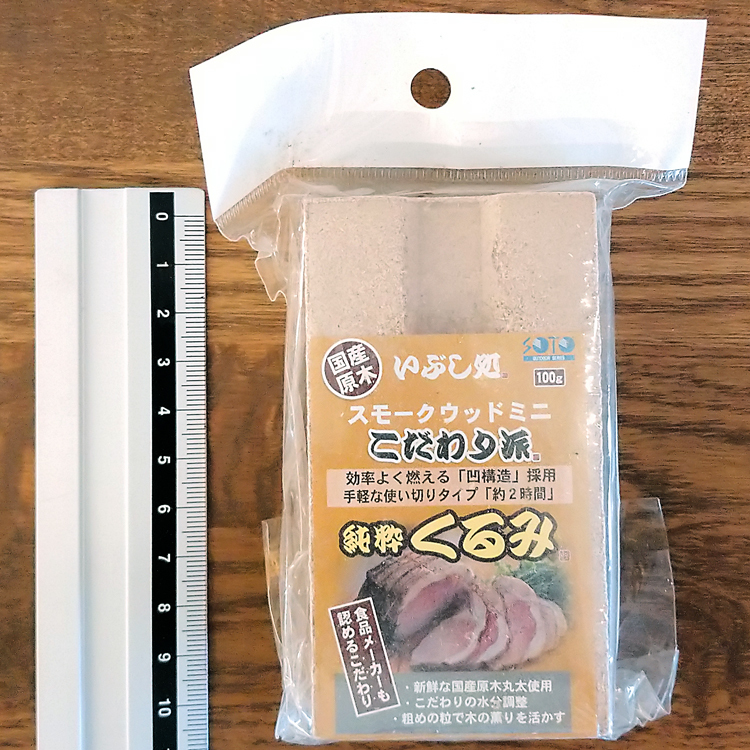 0
1
2
3
4
5
6
7
8
9
10
国産
原木
いぶし処
SOTO
100g
スモークウッドミニ
こだわり派
効率よく燃える「凹構造」採用
手軽な使い切りタイプ「約2時間」
純粋 くるみ
食品メーカーも
認めるこだわり
・新鮮な国産原木丸太使用
・こだわりの水分調整
・粗めの粒で木の薫りを活かす